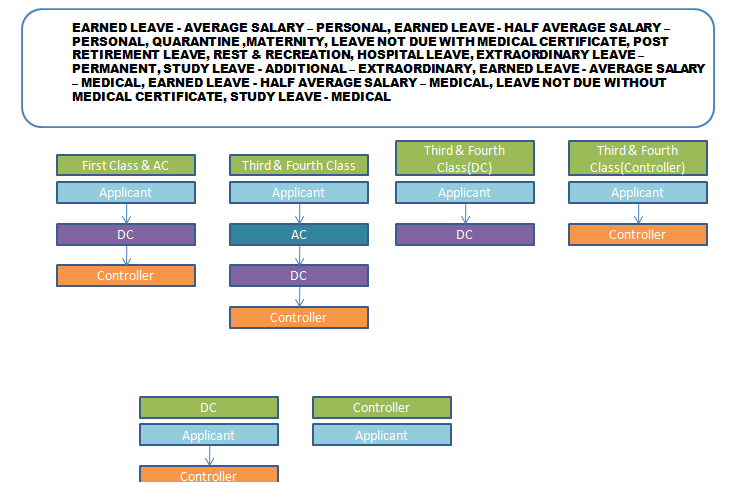 EARNED LEAVE - AVERAGE SALARY – PERSONAL, EARNED LEAVE - HALF AVERAGE SALARY –
PERSONAL, QUARANTINE ,MATERNITY, LEAVE NOT DUE WITH MEDICAL CERTIFICATE, POST
RETIREMENT LEAVE, REST & RECREATION, HOSPITAL LEAVE, EXTRAORDINARY LEAVE –
PERMANENT, STUDY LEAVE - ADDITIONAL – EXTRAORDINARY, EARNED LEAVE - AVERAGE SALARY
– MEDICAL, EARNED LEAVE - HALF AVERAGE SALARY – MEDICAL, LEAVE NOT DUE WITHOUT
MEDICAL CERTIFICATE, STUDY LEAVE - MEDICAL
First Class & AC
Applicant
DC
Controller
Third & Fourth Class
Applicant
AC
DC
Controller
Third & Fourth
Class(DC)
Applicant
DC
Third & Fourth
Class(Controller)
Applicant
Controller
DC
Applicant
Controller
Controller
Applicant